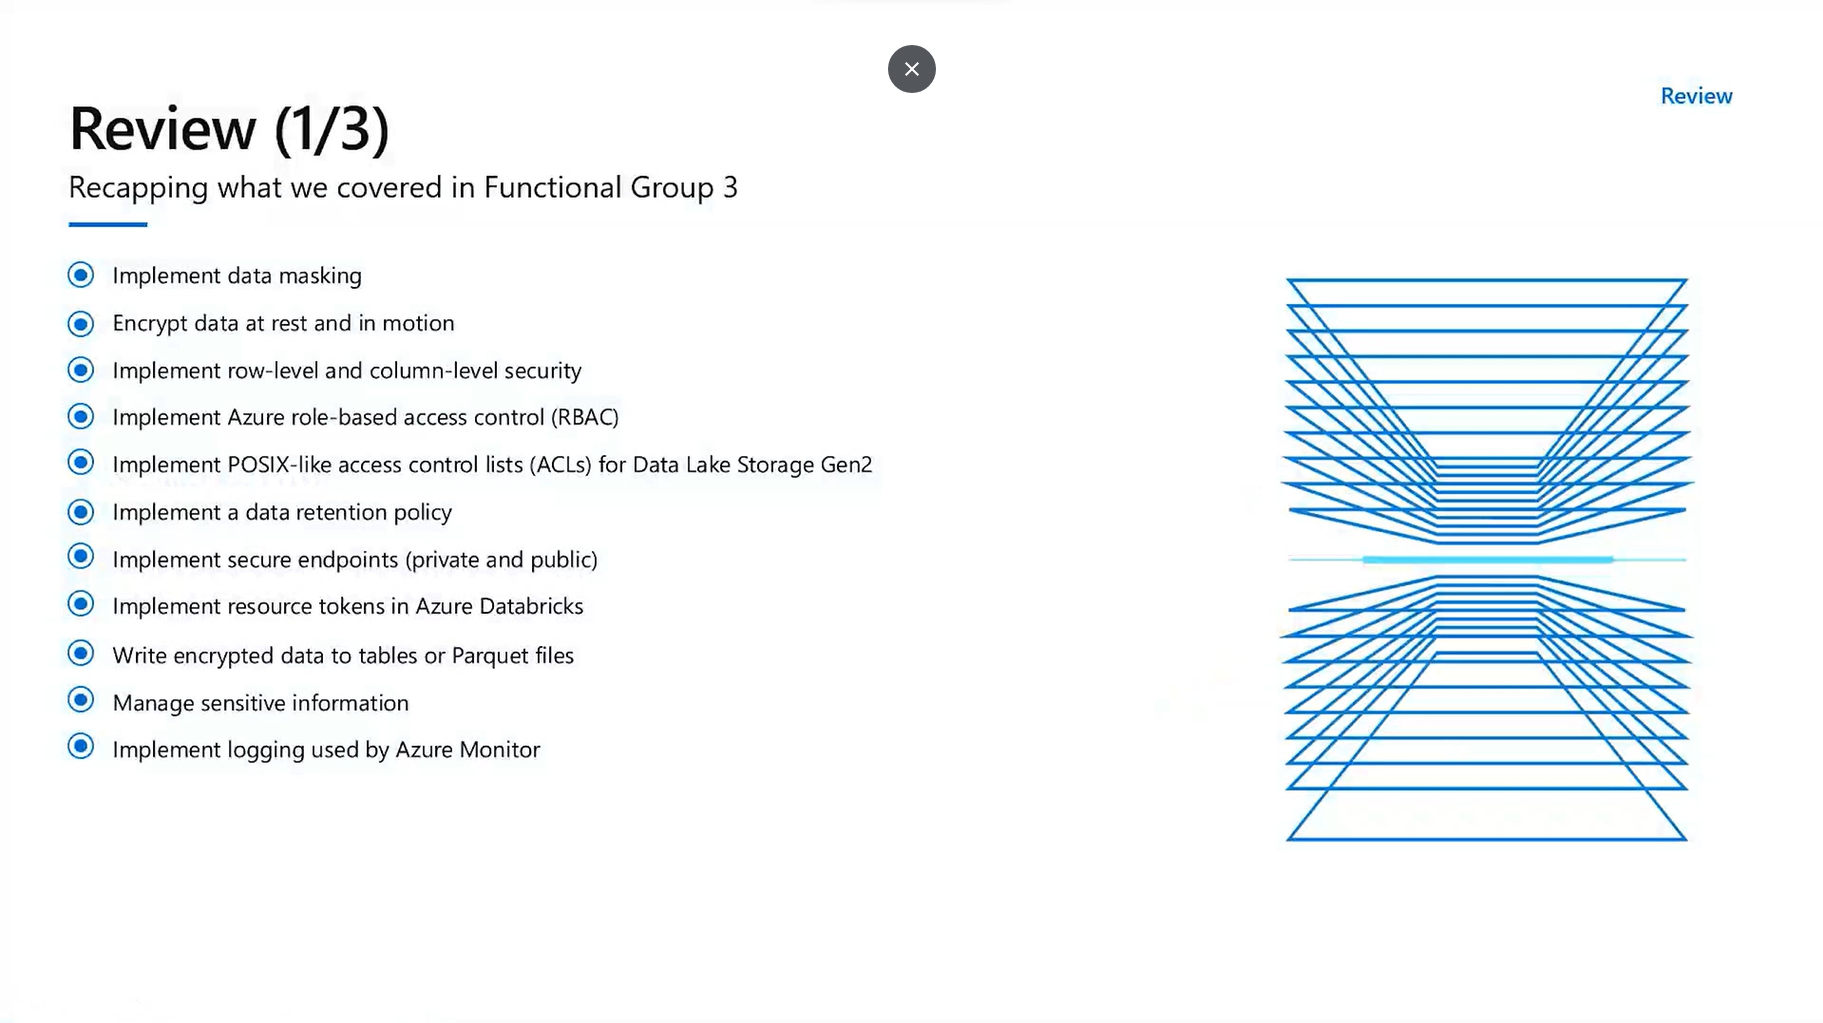 Review
Review (1/3)
Recapping what we covered in Functional Group 3
Implement data masking
Encrypt data at rest and in motion
Implement row-level and column-level security
Implement Azure role-based access control (RBAC)
Implement POSIX-like access control lists (ACLs) for Data Lake Storage Gen2
Implement a data retention policy
Implement secure endpoints (private and public)
Implement resource tokens in Azure Databricks
Write encrypted data to tables or Parquet files
Manage sensitive information
Implement logging used by Azure Monitor